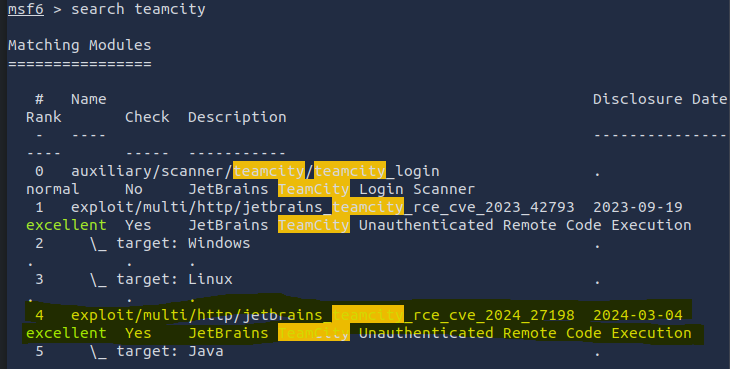 msf6 > search teamcity
Matching Modules
================
# Name Disclosure Date
Rank Check Description
- ---- ---------------
---- ----- -----------
0 auxiliary/scanner/teamcity/teamcity_login .
normal No JetBrains TeamCity Login Scanner
1 exploit/multi/http/jetbrains_teamcity_rce_cve_2023_42793 2023-09-19
excellent Yes JetBrains TeamCity Unauthenticated Remote Code Execution
2 \_ target: Windows .
. . .
3 \_ target: Linux .
. . .
4 exploit/multi/http/jetbrains_teamcity_rce_cve_2024_27198 2024-03-04
excellent Yes JetBrains TeamCity Unauthenticated Remote Code Execution
5 \_ target: Java .